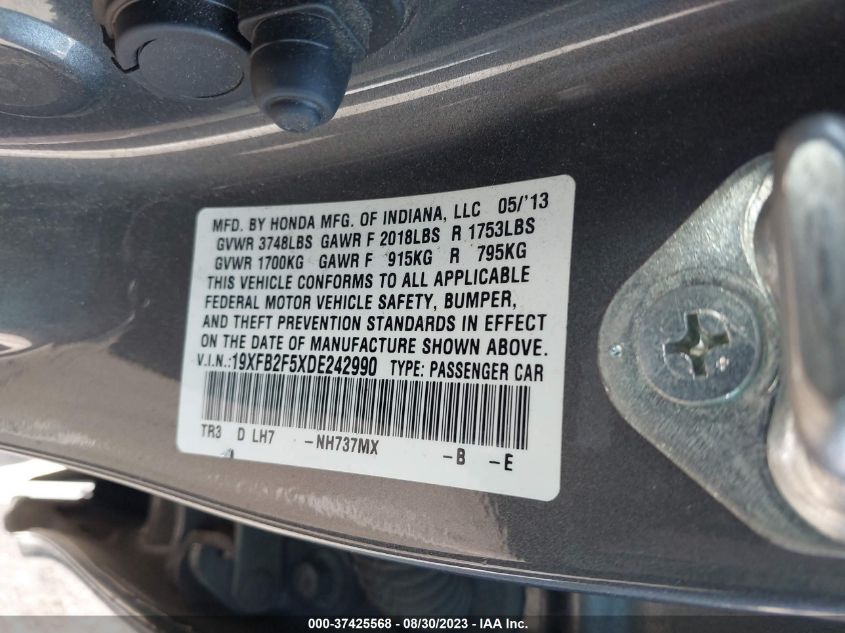 MFD. BY HONDA MFG. OF INDIANA, LLC 05/'13
GVWR 3748LBS GAWR F 2018LBS R 1753LBS
GVWR 1700KG GAWR F 915KG R 795KG
THIS VEHICLE CONFORMS TO ALL APPLICABLE
FEDERAL MOTOR VEHICLE SAFETY, BUMPER,
AND THEFT PREVENTION STANDARDS IN EFFECT
ON THE DATE OF MANUFACTURE SHOWN ABOVE.
V.I.N.:19XFB2F5XDE242990 TYPE: PASSENGER CAR
TR3 D LH7 -NH737MX -B -E
000-37425568 - 08/30/2023 - IAA Inc.